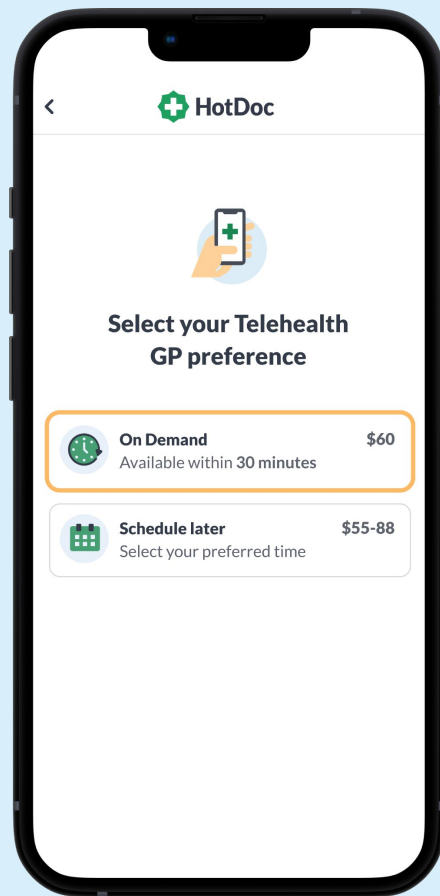 HotDoc
Select your Telehealth
GP preference
On Demand
$60
Available within 30 minutes
Schedule later
$55-88
Select your preferred time